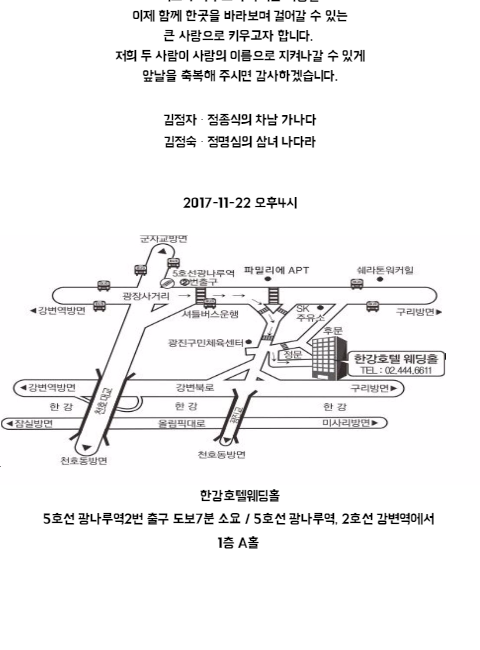 이제 함께 한곳을 바라보며 걸어갈 수 있는
큰 사랑으로 키우고자 합니다.
저희 두 사람이 사랑의 이름으로 지켜나갈 수 있게
앞날을 축복해 주시면 감사하겠습니다.
김정자 · 정종식의 차남 가나다
김정숙 · 정명심의 삼녀 나다라
2017-11-22 오후4시
군자교방면
5호선광나루역
②번출구
파밀리에 APT
쉐라톤워커힐
광장사거리
강변역방면
셔틀버스운행
SK
주유소
구리방면
후문
광진구민체육센터
정문
한강호텔 웨딩홀
TEL : 02.444.6611
강변역방면
강변북로
구리방면
천호대교
한 강
한 강
한 강
광진교
잠실방면
올림픽대로
미사리방면
천호동방면
천호동방면
한강호텔웨딩홀
5호선 광나루역2번 출구 도보7분 소요 / 5호선 광나루역, 2호선 강변역에서
1층 A홀